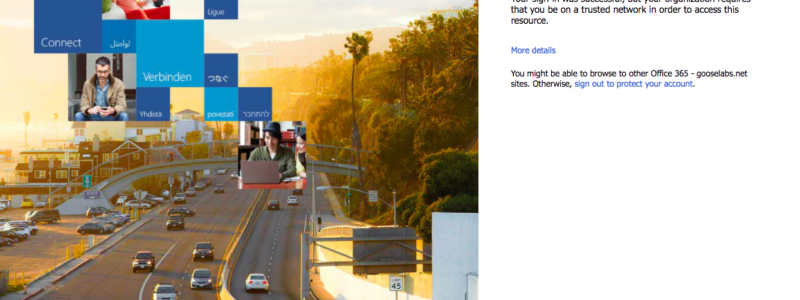 Ligue
Connect
تواصل
Verbinden
つなぐ
Yhdistä
povezati
להתחבר
45
Your sign-in was successful, but your organization requires
that you be on a trusted network in order to access this
resource.
More details
You might be able to browse to other Office 365 - gooselabs.net
sites. Otherwise, sign out to protect your account.